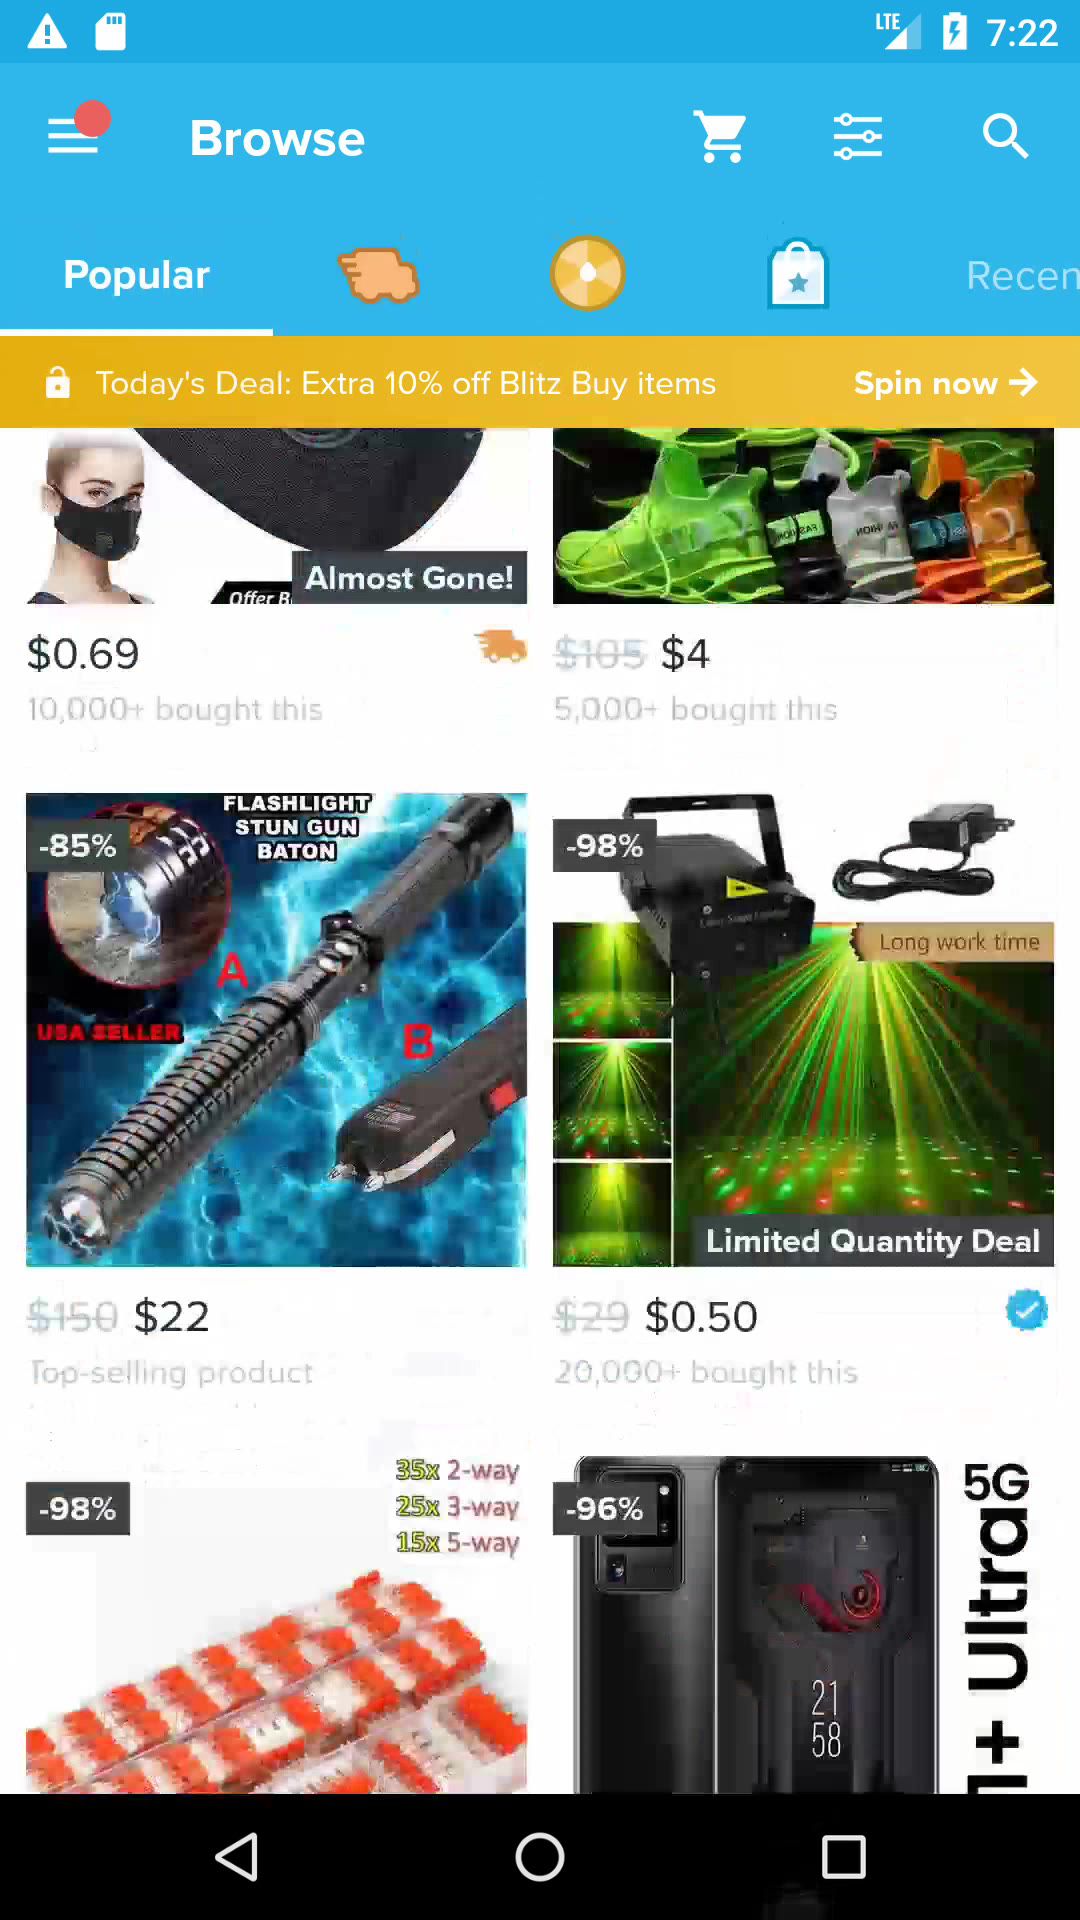 LTE 7:22
Browse
Popular
Recen
Today's Deal: Extra 10% off Blitz Buy items
Spin now →
Offer B
Almost Gone!
$0.69
10,000+ bought this
$105 $4
5,000+ bought this
-85%
FLASHLIGHT
STUN GUN
BATON
A
USA SELLER
B
$150 $22
Top-selling product
-98%
Long work time
Limited Quantity Deal
$29 $0.50
20,000+ bought this
-98%
35x 2-way
25x 3-way
15x 5-way
-96%
21
58
5G
1+ Ultra